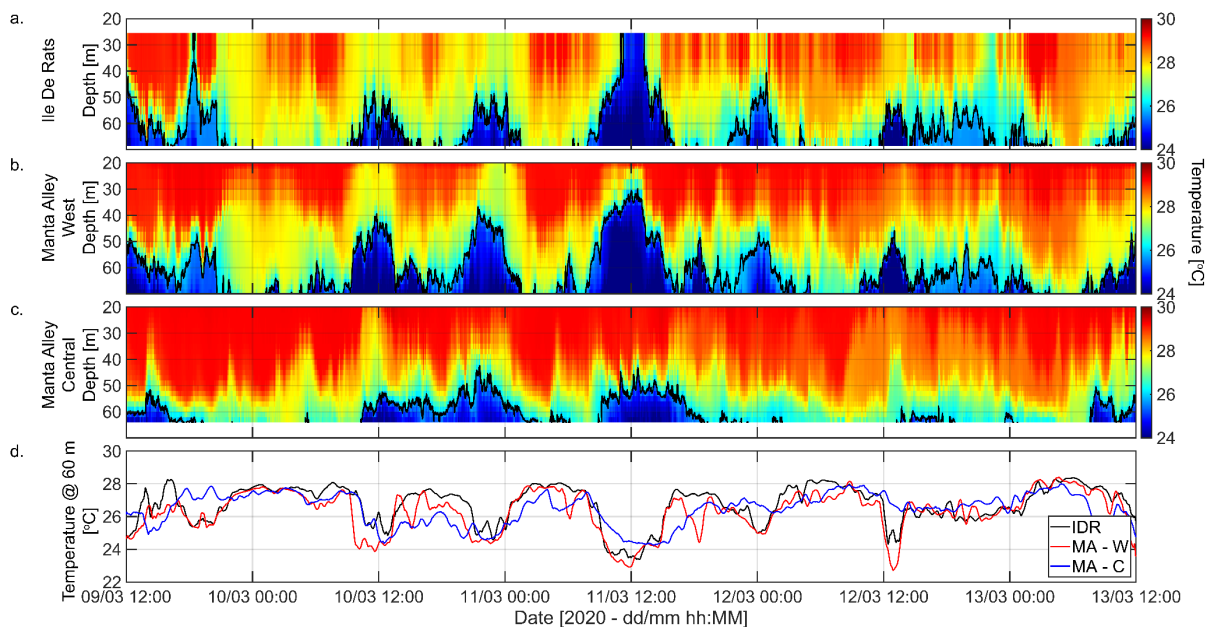 a.
Ile De Rats
Depth [m]
20
30
40
50
60
30
28
26
24
b.
Manta Alley
West
Depth [m]
20
30
40
50
60
30
28
26
24
Temperature [°C]
c.
Manta Alley
Central
Depth [m]
20
30
40
50
60
30
28
26
24
d.
Temperature @ 60 m
[°C]
30
28
26
24
22
IDR
MA - W
MA - C
09/03 12:00 10/03 00:00 10/03 12:00 11/03 00:00 11/03 12:00 12/03 00:00 12/03 12:00 13/03 00:00 13/03 12:00
Date [2020 - dd/mm hh:MM]